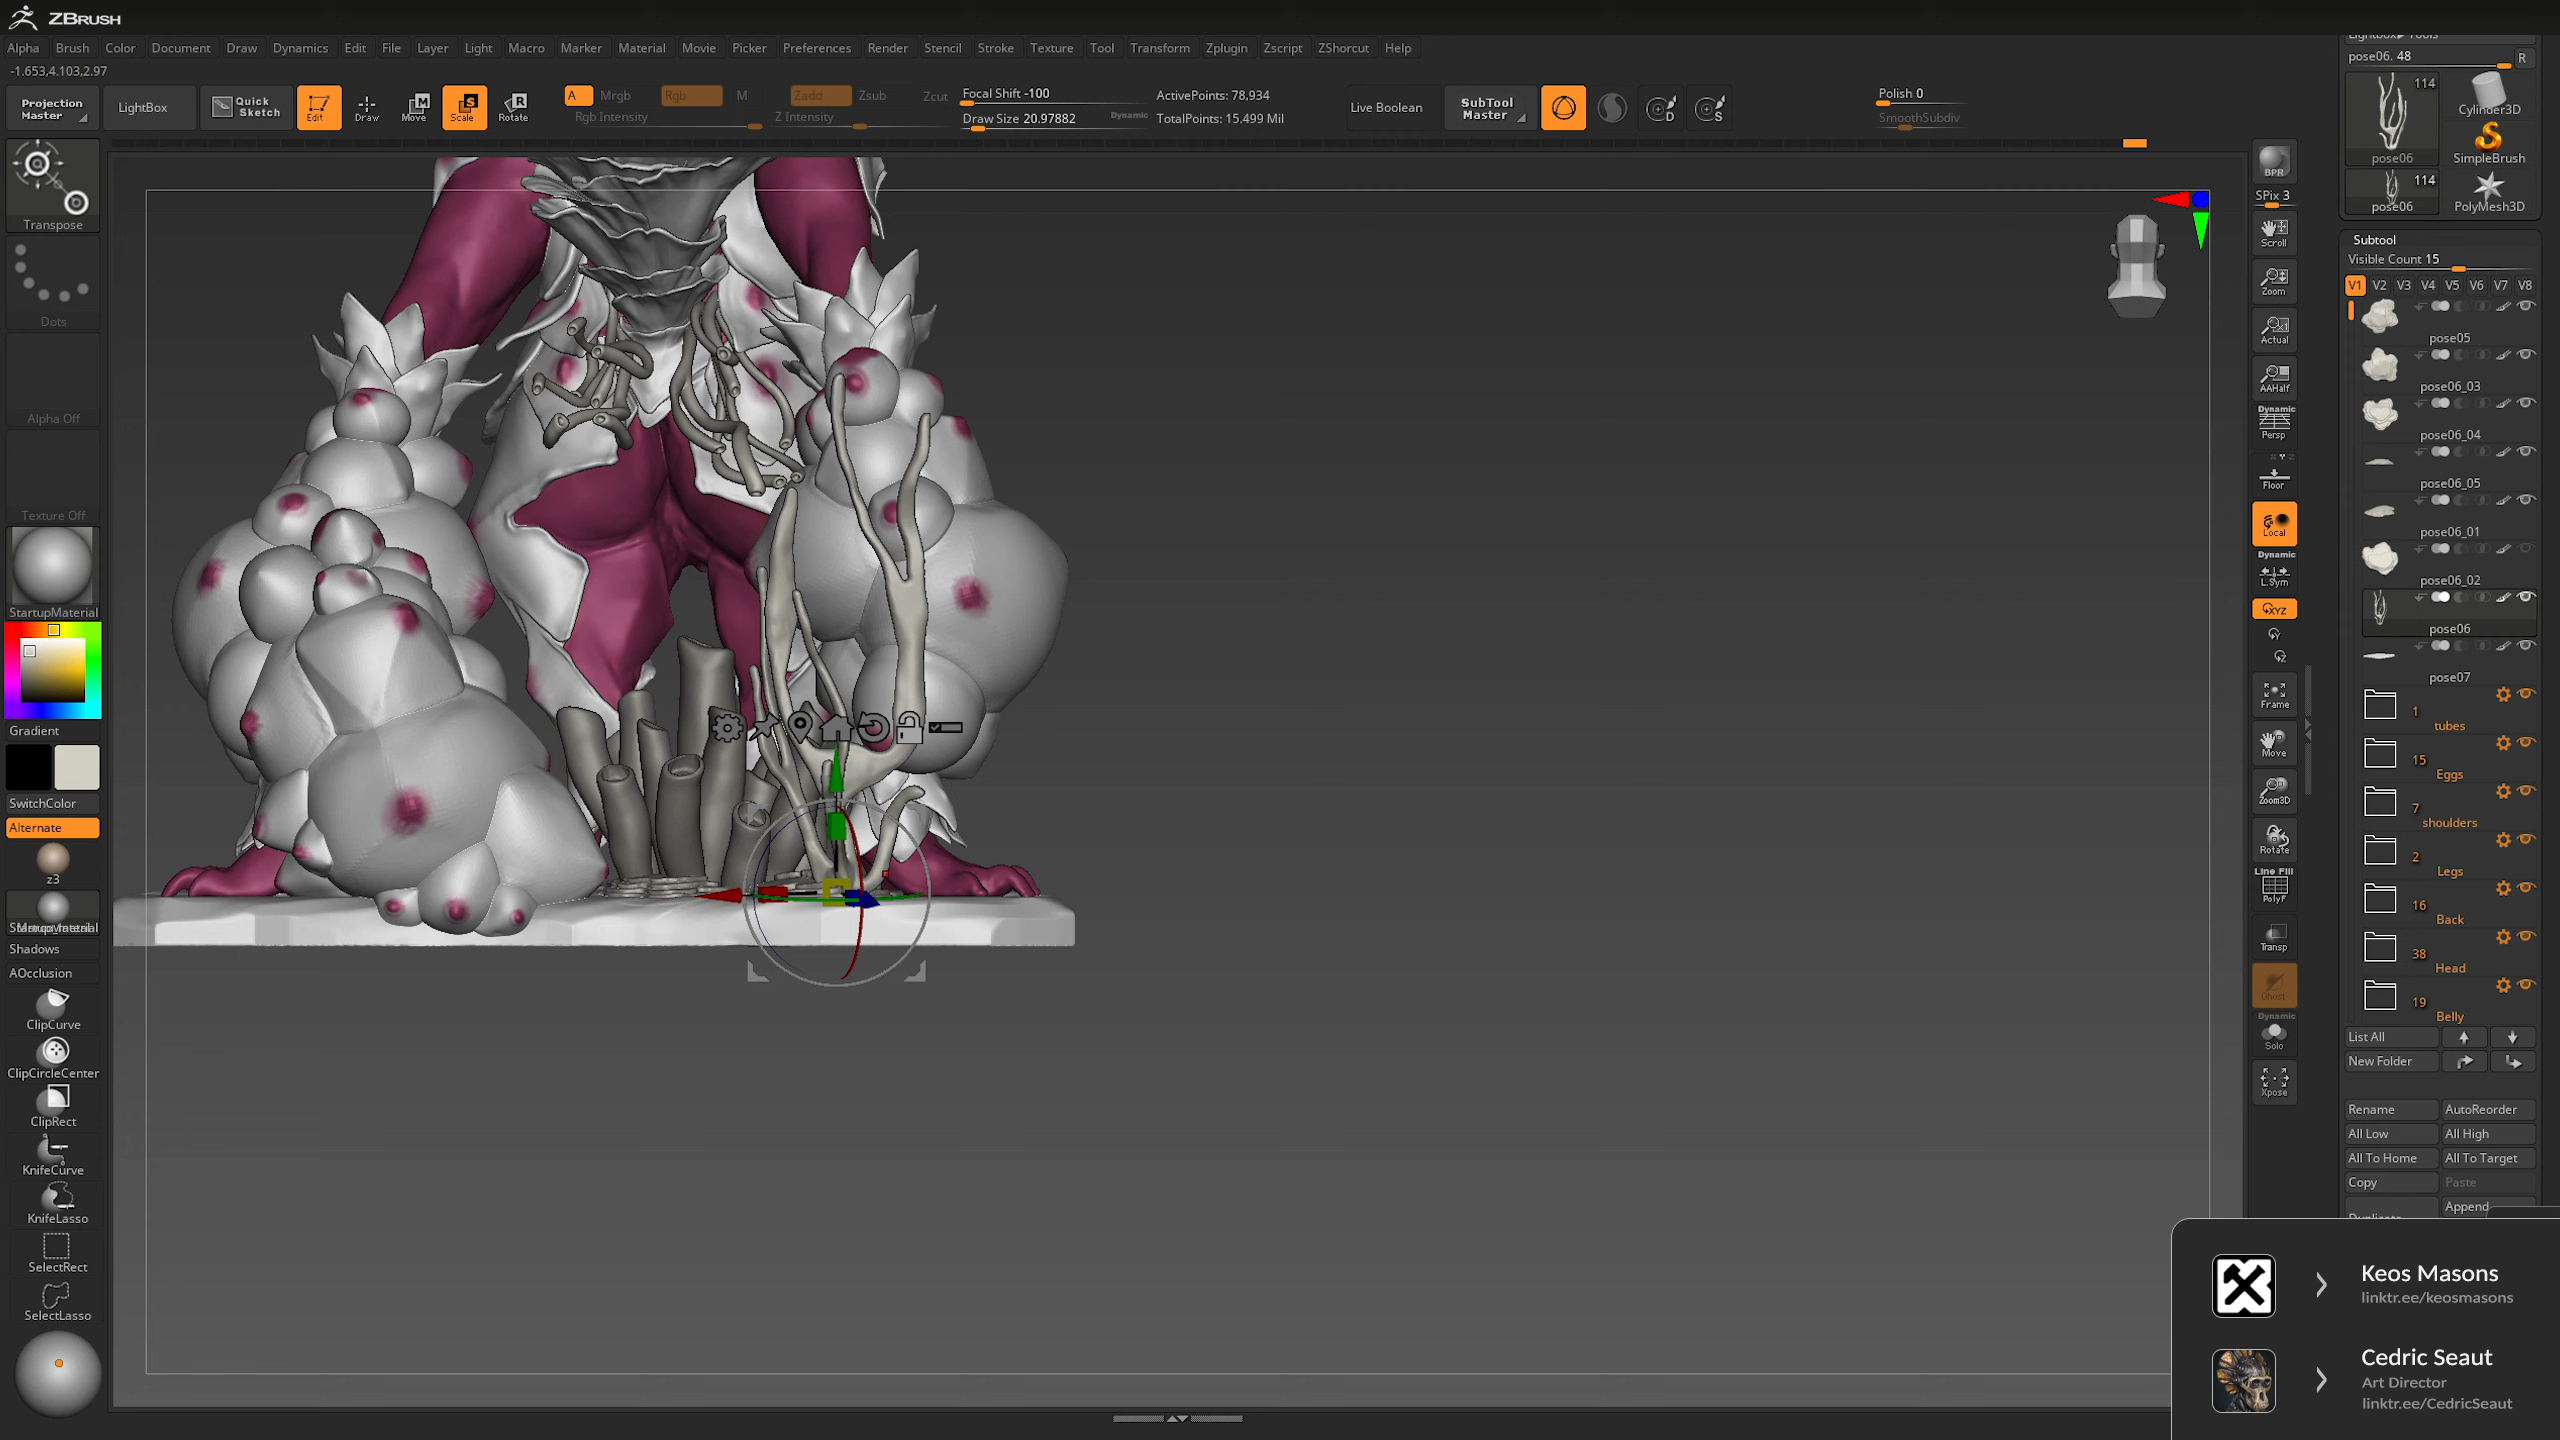 ZBRUSH
Alpha Brush Color Document Draw Dynamics Edit File Layer Light Macro Marker Material Movie Picker Preferences Render Stencil Stroke Texture Tool Transform Zplugin Zscript ZShorcut Help
-1.653,4.103,2.97
Projection Master
LightBox
Quick Sketch
Edit
Draw
Move
Scale
Rotate
A
Mrgb
Rgb
M
Rgb Intensity
Zadd
Zsub
Zcut
Z Intensity
Focal Shift -100
Draw Size 20.97882
Dynamic
ActivePoints: 78,934
TotalPoints: 15.499 Mil
Live Boolean
SubTool Master
Polish 0
SmoothSubdiv
Transpose
Dots
Alpha Off
Texture Off
StartupMaterial
Gradient
SwitchColor
Alternate
z3
Shadows
AOcclusion
ClipCurve
ClipCircleCenter
ClipRect
KnifeCurve
KnifeLasso
SelectRect
SelectLasso
BPR
SPix 3
Scroll
Zoom
Actual
AAHalf
Dynamic
Persp
Floor
Local
Dynamic
L.Sym
XYZ
Frame
Move
Zoom3D
Rotate
Line Fill
PolyF
Transp
Ghost
Dynamic
Solo
Xpose
Lightbox▶Tools
pose06. 48
R
114
pose06
Cylinder3D
SimpleBrush
114
pose06
PolyMesh3D
Subtool
Visible Count 15
V1 V2 V3 V4 V5 V6 V7 V8
pose05
pose06_03
pose06_04
pose06_05
pose06_01
pose06_02
pose06
pose07
1
tubes
15
Eggs
7
shoulders
2
Legs
16
Back
38
Head
19
Belly
List All
New Folder
Rename
AutoReorder
All Low
All High
All To Home
All To Target
Copy
Paste
Append
Keos Masons
linktr.ee/keosmasons
Cedric Seaut
Art Director
linktr.ee/CedricSeaut